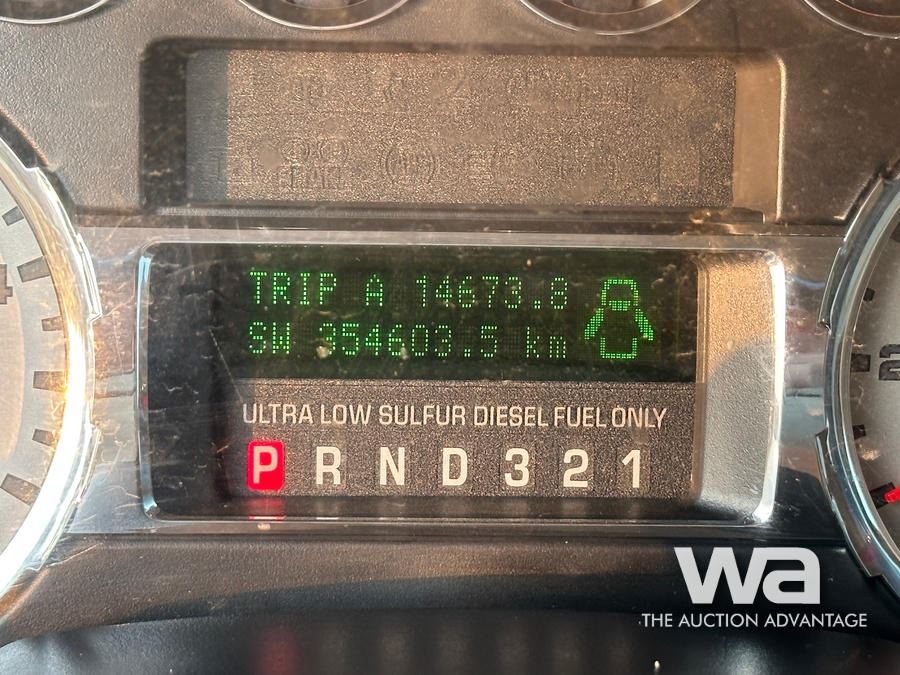 BRAKE
TRIP A 14673.8
SW 354603.5 km
ULTRA LOW SULFUR DIESEL FUEL ONLY
P R N D 3 2 1
wa
THE AUCTION ADVANTAGE